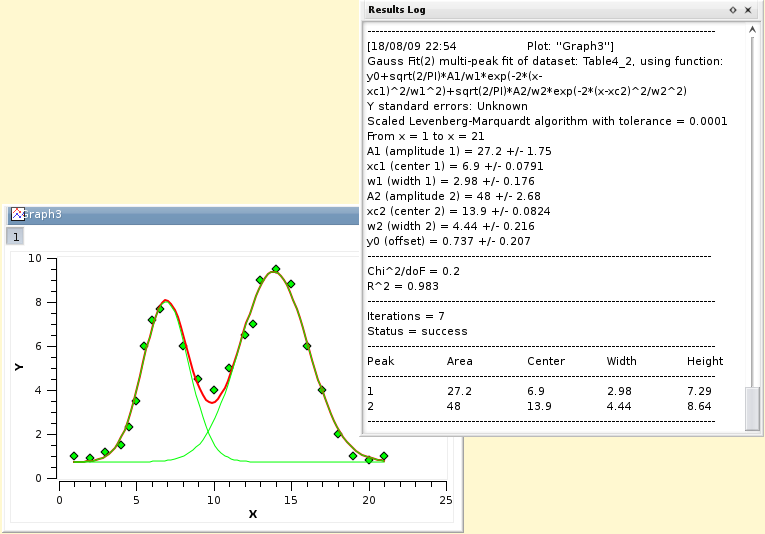 Results Log
[18/08/09 22:54 Plot: "Graph3"]
Gauss Fit(2) multi-peak fit of dataset: Table4_2, using function:
y0+sqrt(2/PI)*A1/w1*exp(-2*(x-
xc1)^2/w1^2)+sqrt(2/PI)*A2/w2*exp(-2*(x-xc2)^2/w2^2)
Y standard errors: Unknown
Scaled Levenberg-Marquardt algorithm with tolerance = 0.0001
From x = 1 to x = 21
A1 (amplitude 1) = 27.2 +/- 1.75
xc1 (center 1) = 6.9 +/- 0.0791
w1 (width 1) = 2.98 +/- 0.176
A2 (amplitude 2) = 48 +/- 2.68
xc2 (center 2) = 13.9 +/- 0.0824
w2 (width 2) = 4.44 +/- 0.216
y0 (offset) = 0.737 +/- 0.207
Chi^2/doF = 0.2
R^2 = 0.983
Iterations = 7
Status = success
Peak Area Center Width Height
1 27.2 6.9 2.98 7.29
2 48 13.9 4.44 8.64
Graph3
1
10
8
6
4
2
0
Y
0 5 10 15 20 25
X